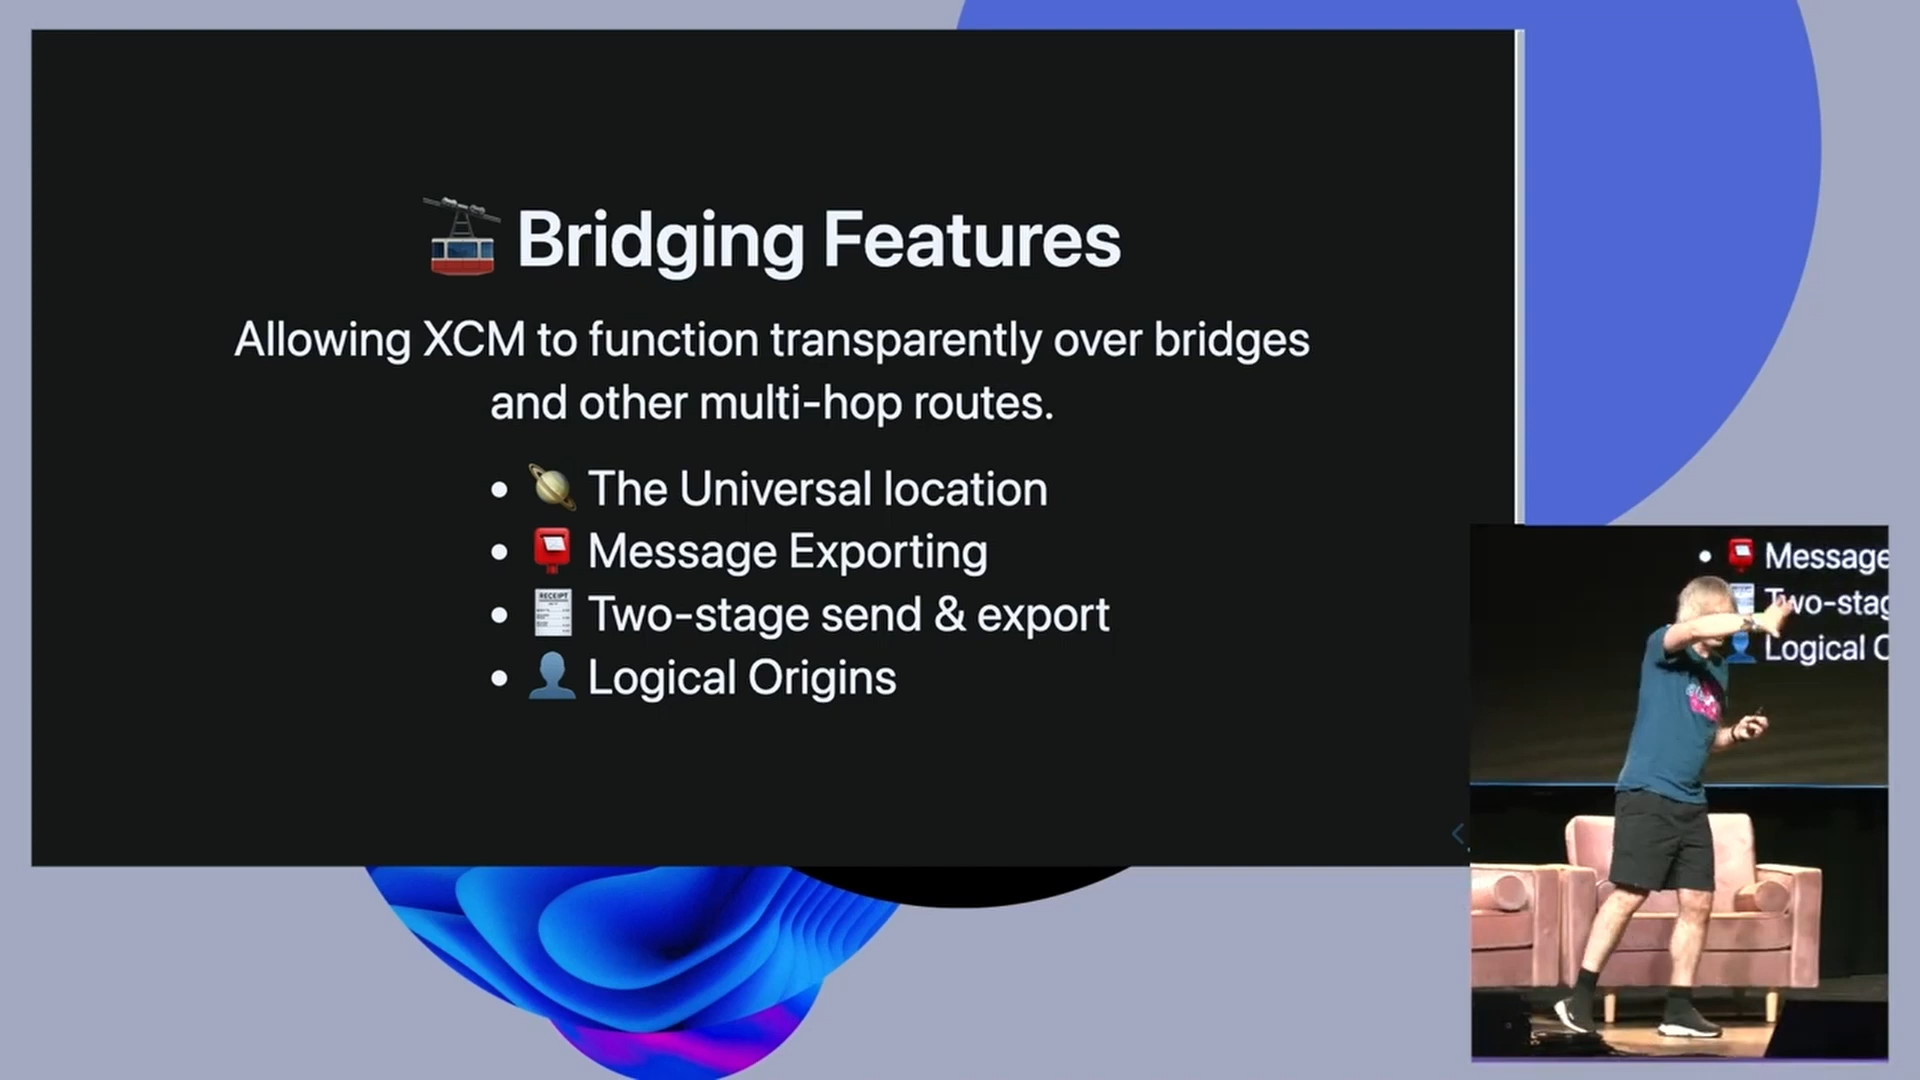 Bridging Features
Allowing XCM to function transparently over bridges
and other multi-hop routes.
• The Universal location
• Message Exporting
RECEIPT
• Two-stage send & export
• Logical Origins
• Message
Two-stag
Logical O